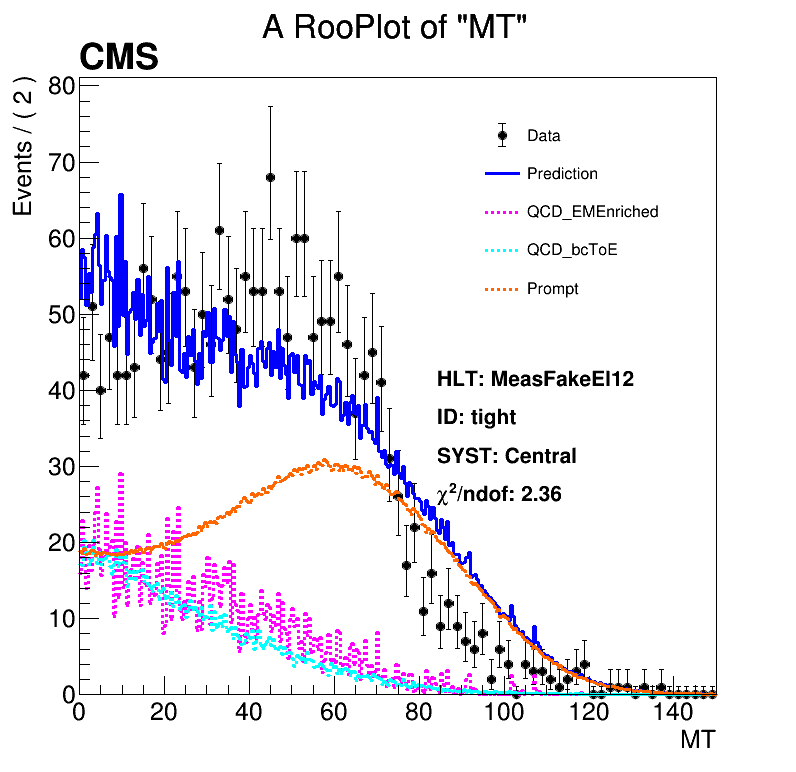 A RooPlot of "MT"
CMS
Events / ( 2 )
80
70
60
50
40
30
20
10
0
Data
Prediction
QCD_EMEnriched
QCD_bcToE
Prompt
HLT: MeasFakeEl12
ID: tight
SYST: Central
χ²/ndof: 2.36
0 20 40 60 80 100 120 140
MT